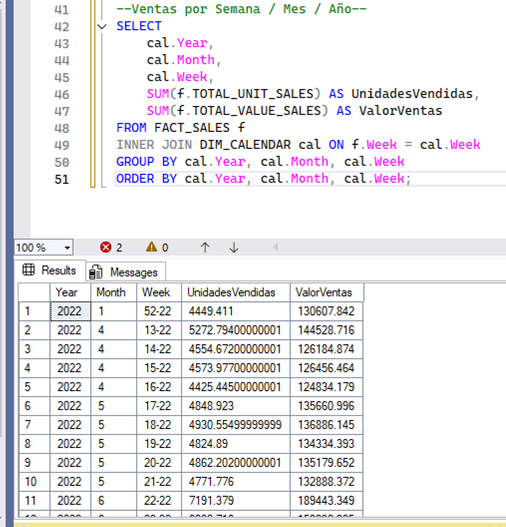 41 --Ventas por Semana / Mes / Año--
42 SELECT
43 cal.Year,
44 cal.Month,
45 cal.Week,
46 SUM(f.TOTAL_UNIT_SALES) AS UnidadesVendidas,
47 SUM(f.TOTAL_VALUE_SALES) AS ValorVentas
48 FROM FACT_SALES f
49 INNER JOIN DIM_CALENDAR cal ON f.Week = cal.Week
50 GROUP BY cal.Year, cal.Month, cal.Week
51 ORDER BY cal.Year, cal.Month, cal.Week;
100 % 2 0
Results Messages
Year Month Week UnidadesVendidas ValorVentas
1 2022 1 52-22 4449.411 130607.842
2 2022 4 13-22 5272.79400000001 144528.716
3 2022 4 14-22 4554.67200000001 126184.874
4 2022 4 15-22 4573.97700000001 126456.464
5 2022 4 16-22 4425.44500000001 124834.179
6 2022 5 17-22 4848.923 135660.996
7 2022 5 18-22 4930.55499999999 136886.145
8 2022 5 19-22 4824.89 134334.393
9 2022 5 20-22 4862.20200000001 135179.652
10 2022 5 21-22 4771.776 132888.372
11 2022 6 22-22 7191.379 189443.349